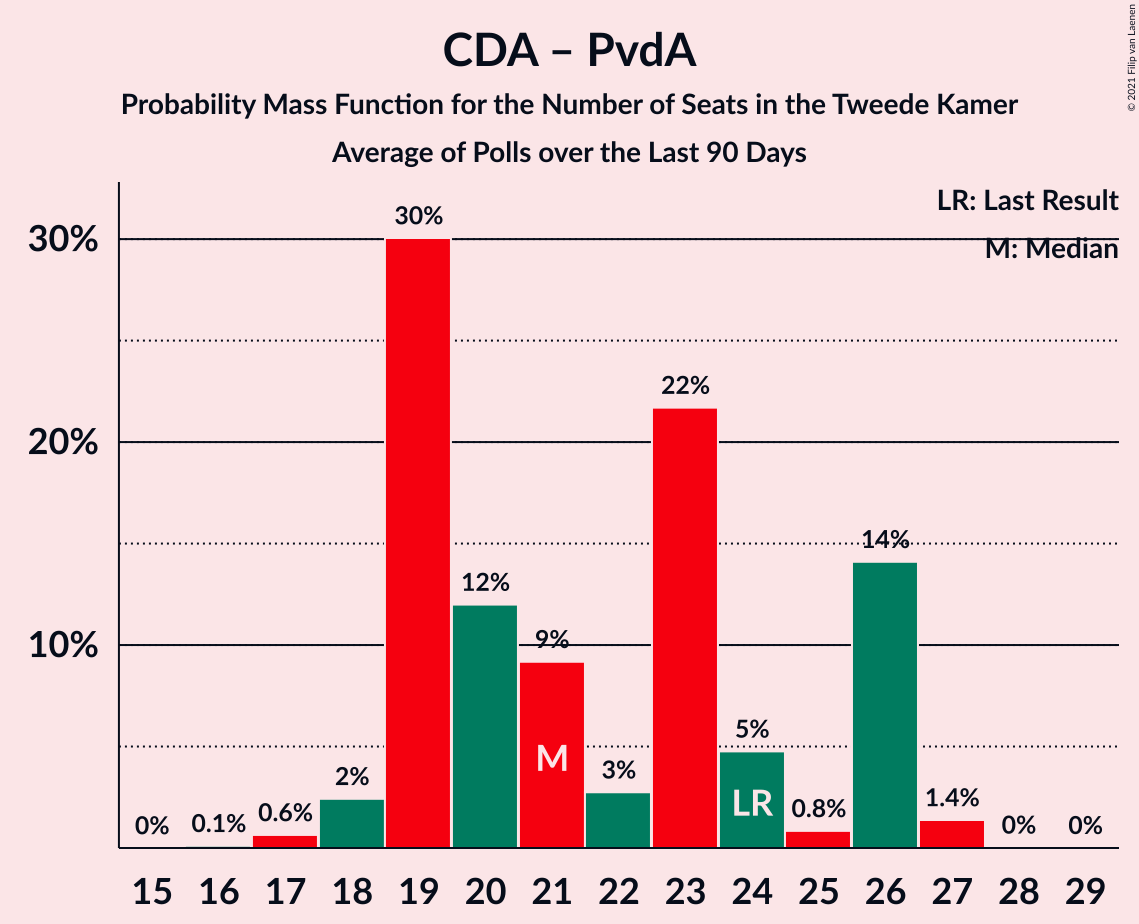 CDA – PvdA
Probability Mass Function for the Number of Seats in the Tweede Kamer
Average of Polls over the Last 90 Days
© 2021 Filip van Laenen
LR: Last Result
M: Median
30%
20%
10%
0%
0.1%
0.6%
2%
30%
12%
9%
3%
22%
5%
0.8%
14%
1.4%
0%
0%
M
LR
15 16 17 18 19 20 21 22 23 24 25 26 27 28 29